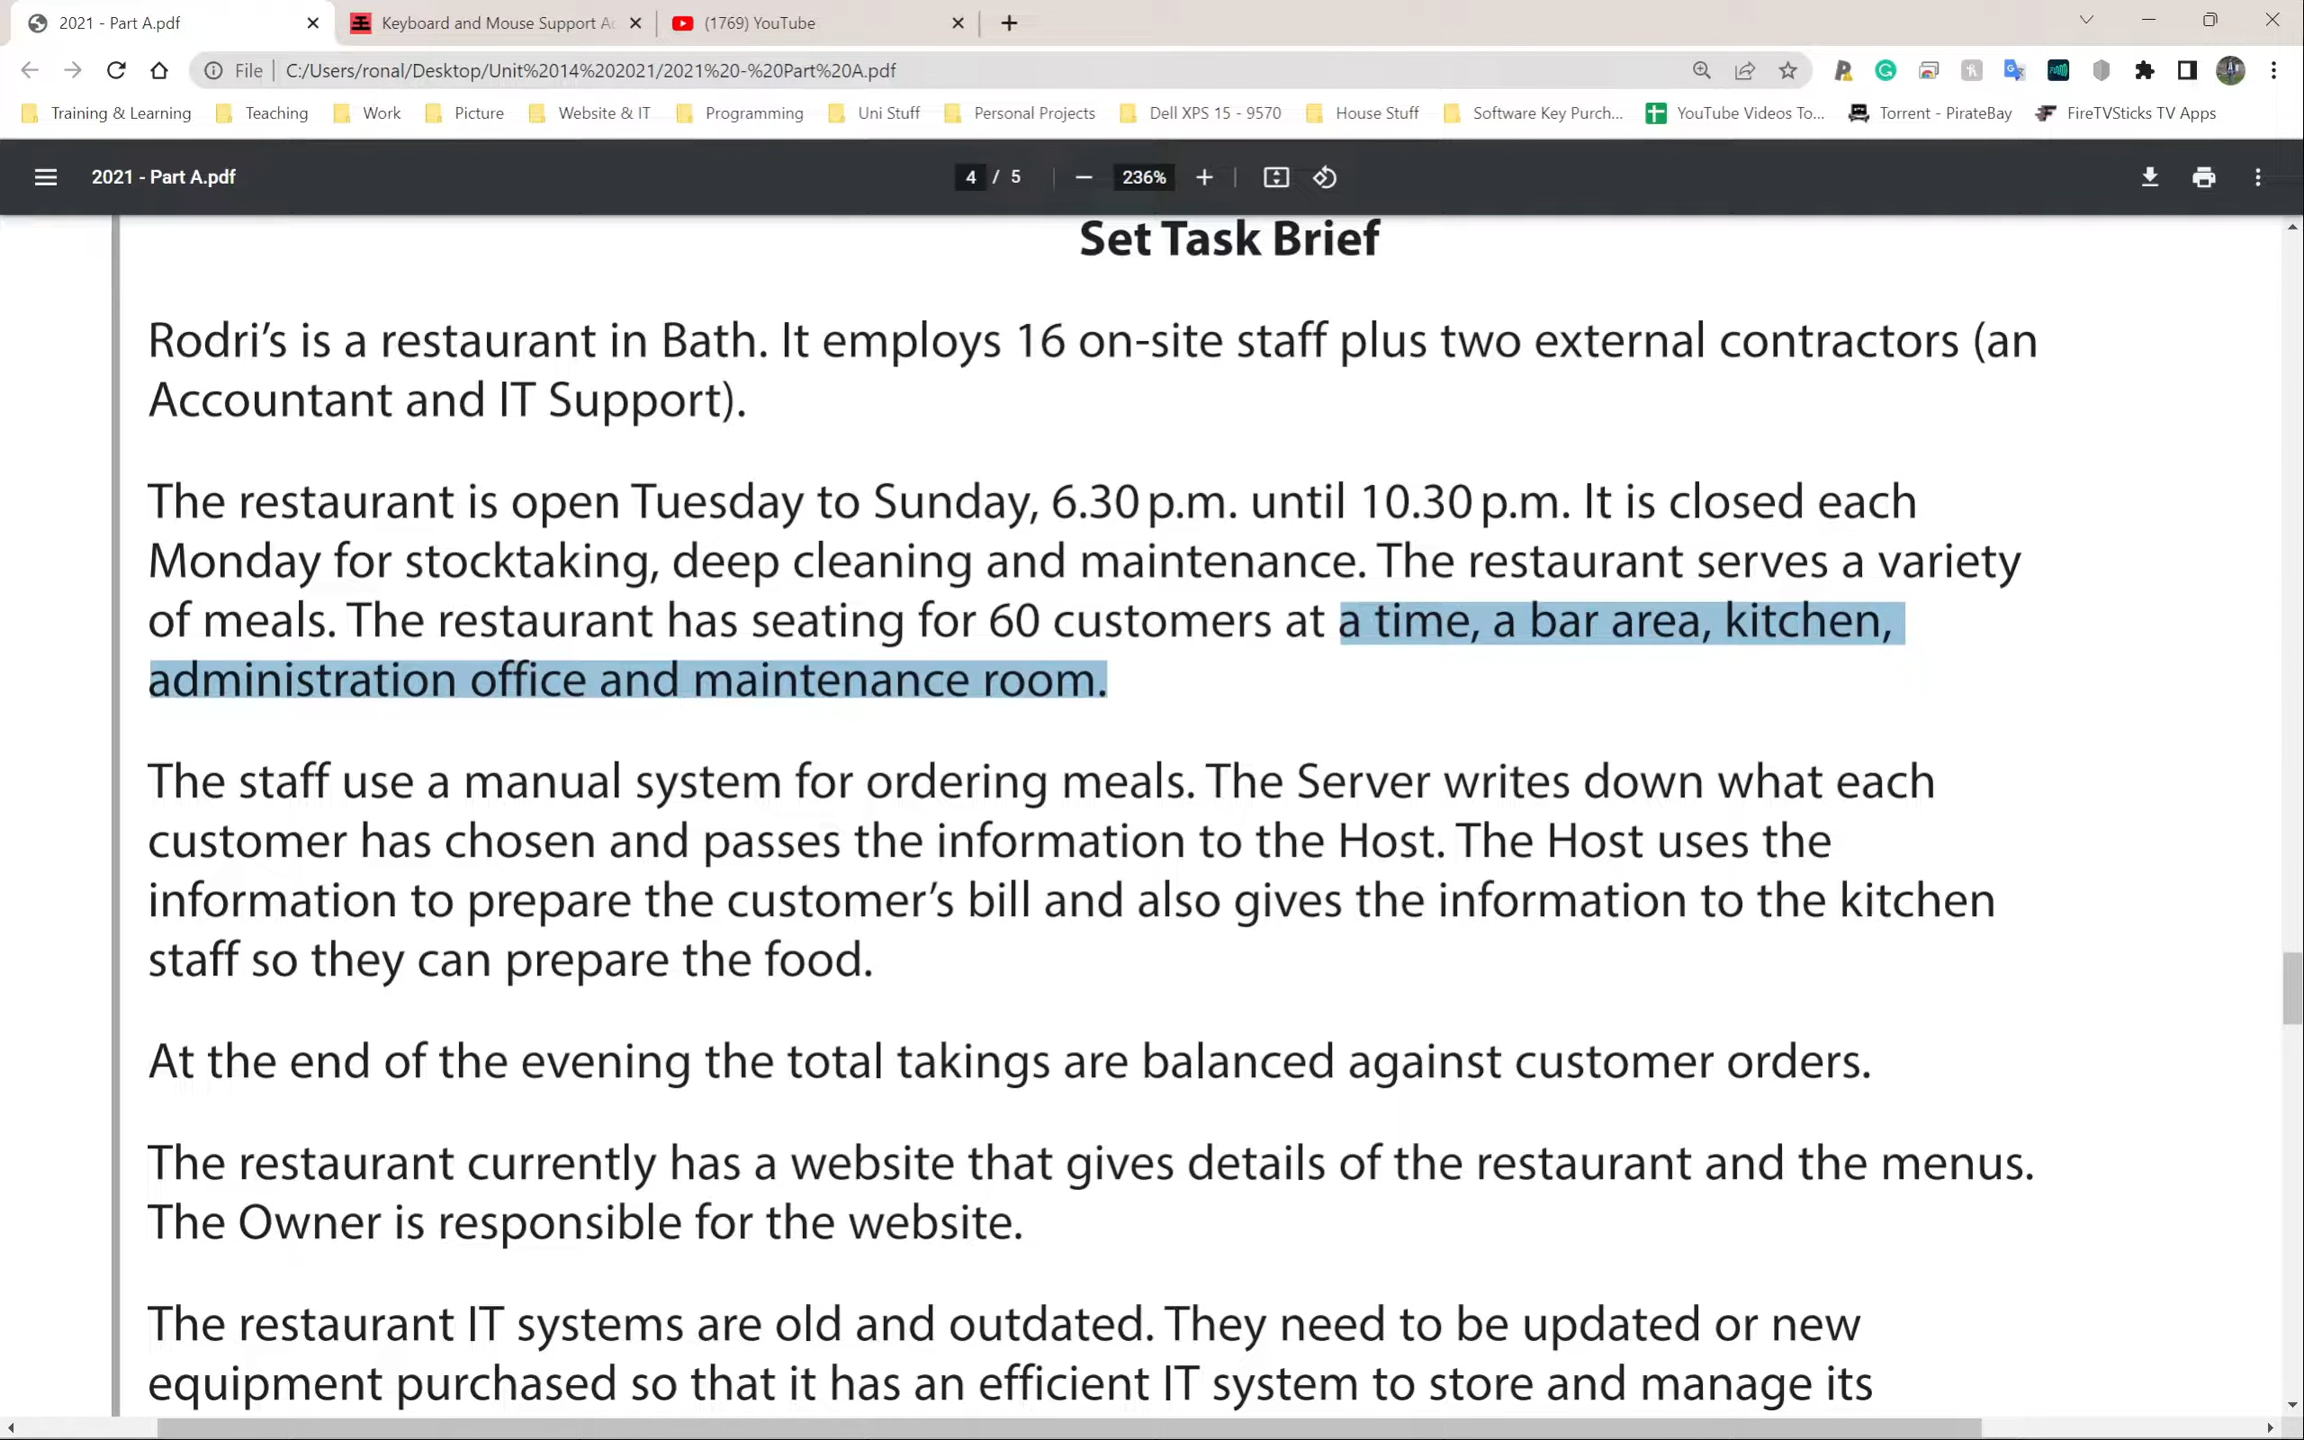 2021 - Part A.pdf
Keyboard and Mouse Support Ac
(1769) YouTube
File
C:/Users/ronal/Desktop/Unit%2014%202021/2021%20-%20Part%20A.pdf
Training & Learning
Teaching
Work
Picture
Website & IT
Programming
Uni Stuff
Personal Projects
Dell XPS 15 - 9570
House Stuff
Software Key Purch...
YouTube Videos To...
Torrent - PirateBay
FireTVSticks TV Apps
2021 - Part A.pdf
4 / 5
236%
Set Task Brief
Rodri’s is a restaurant in Bath. It employs 16 on-site staff plus two external contractors (an
Accountant and IT Support).
The restaurant is open Tuesday to Sunday, 6.30 p.m. until 10.30 p.m. It is closed each
Monday for stocktaking, deep cleaning and maintenance. The restaurant serves a variety
of meals. The restaurant has seating for 60 customers at a time, a bar area, kitchen,
administration office and maintenance room.
The staff use a manual system for ordering meals. The Server writes down what each
customer has chosen and passes the information to the Host. The Host uses the
information to prepare the customer’s bill and also gives the information to the kitchen
staff so they can prepare the food.
At the end of the evening the total takings are balanced against customer orders.
The restaurant currently has a website that gives details of the restaurant and the menus.
The Owner is responsible for the website.
The restaurant IT systems are old and outdated. They need to be updated or new
equipment purchased so that it has an efficient IT system to store and manage its